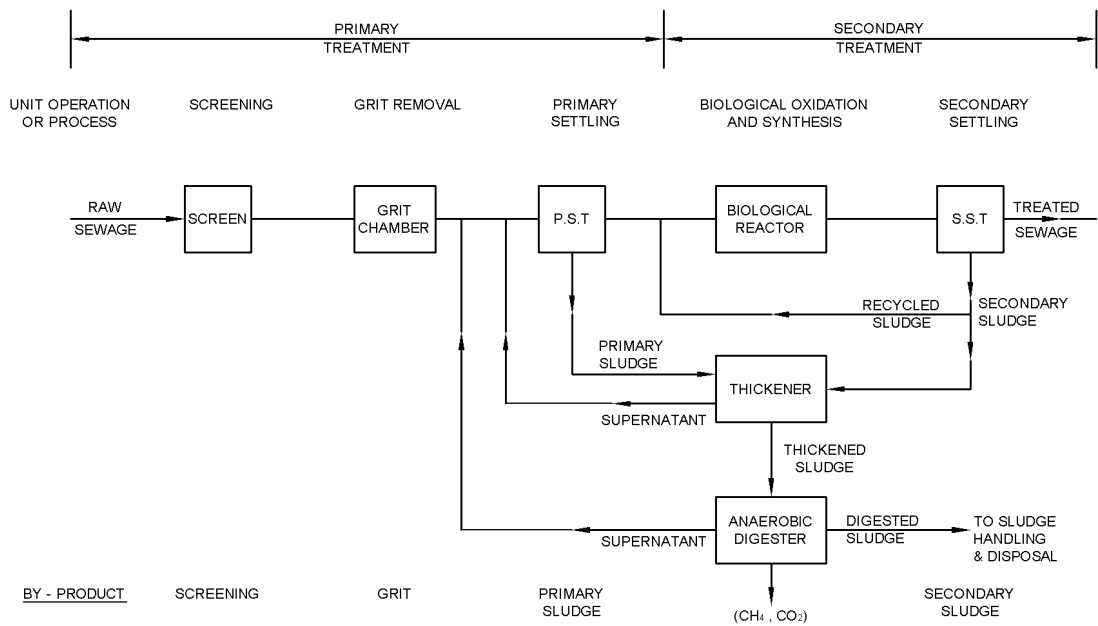 PRIMARY
TREATMENT
SECONDARY
TREATMENT
UNIT OPERATION
OR PROCESS
SCREENING
GRIT REMOVAL
PRIMARY
SETTLING
BIOLOGICAL OXIDATION
AND SYNTHESIS
SECONDARY
SETTLING
RAW
SEWAGE
SCREEN
GRIT
CHAMBER
P.S.T
BIOLOGICAL
REACTOR
S.S.T
TREATED
SEWAGE
RECYCLED
SLUDGE
SECONDARY
SLUDGE
PRIMARY
SLUDGE
THICKENER
SUPERNATANT
THICKENED
SLUDGE
ANAEROBIC
DIGESTER
SUPERNATANT
DIGESTED
SLUDGE
TO SLUDGE
HANDLING
& DISPOSAL
BY - PRODUCT
SCREENING
GRIT
PRIMARY
SLUDGE
(CH₄ , CO₂)
SECONDARY
SLUDGE